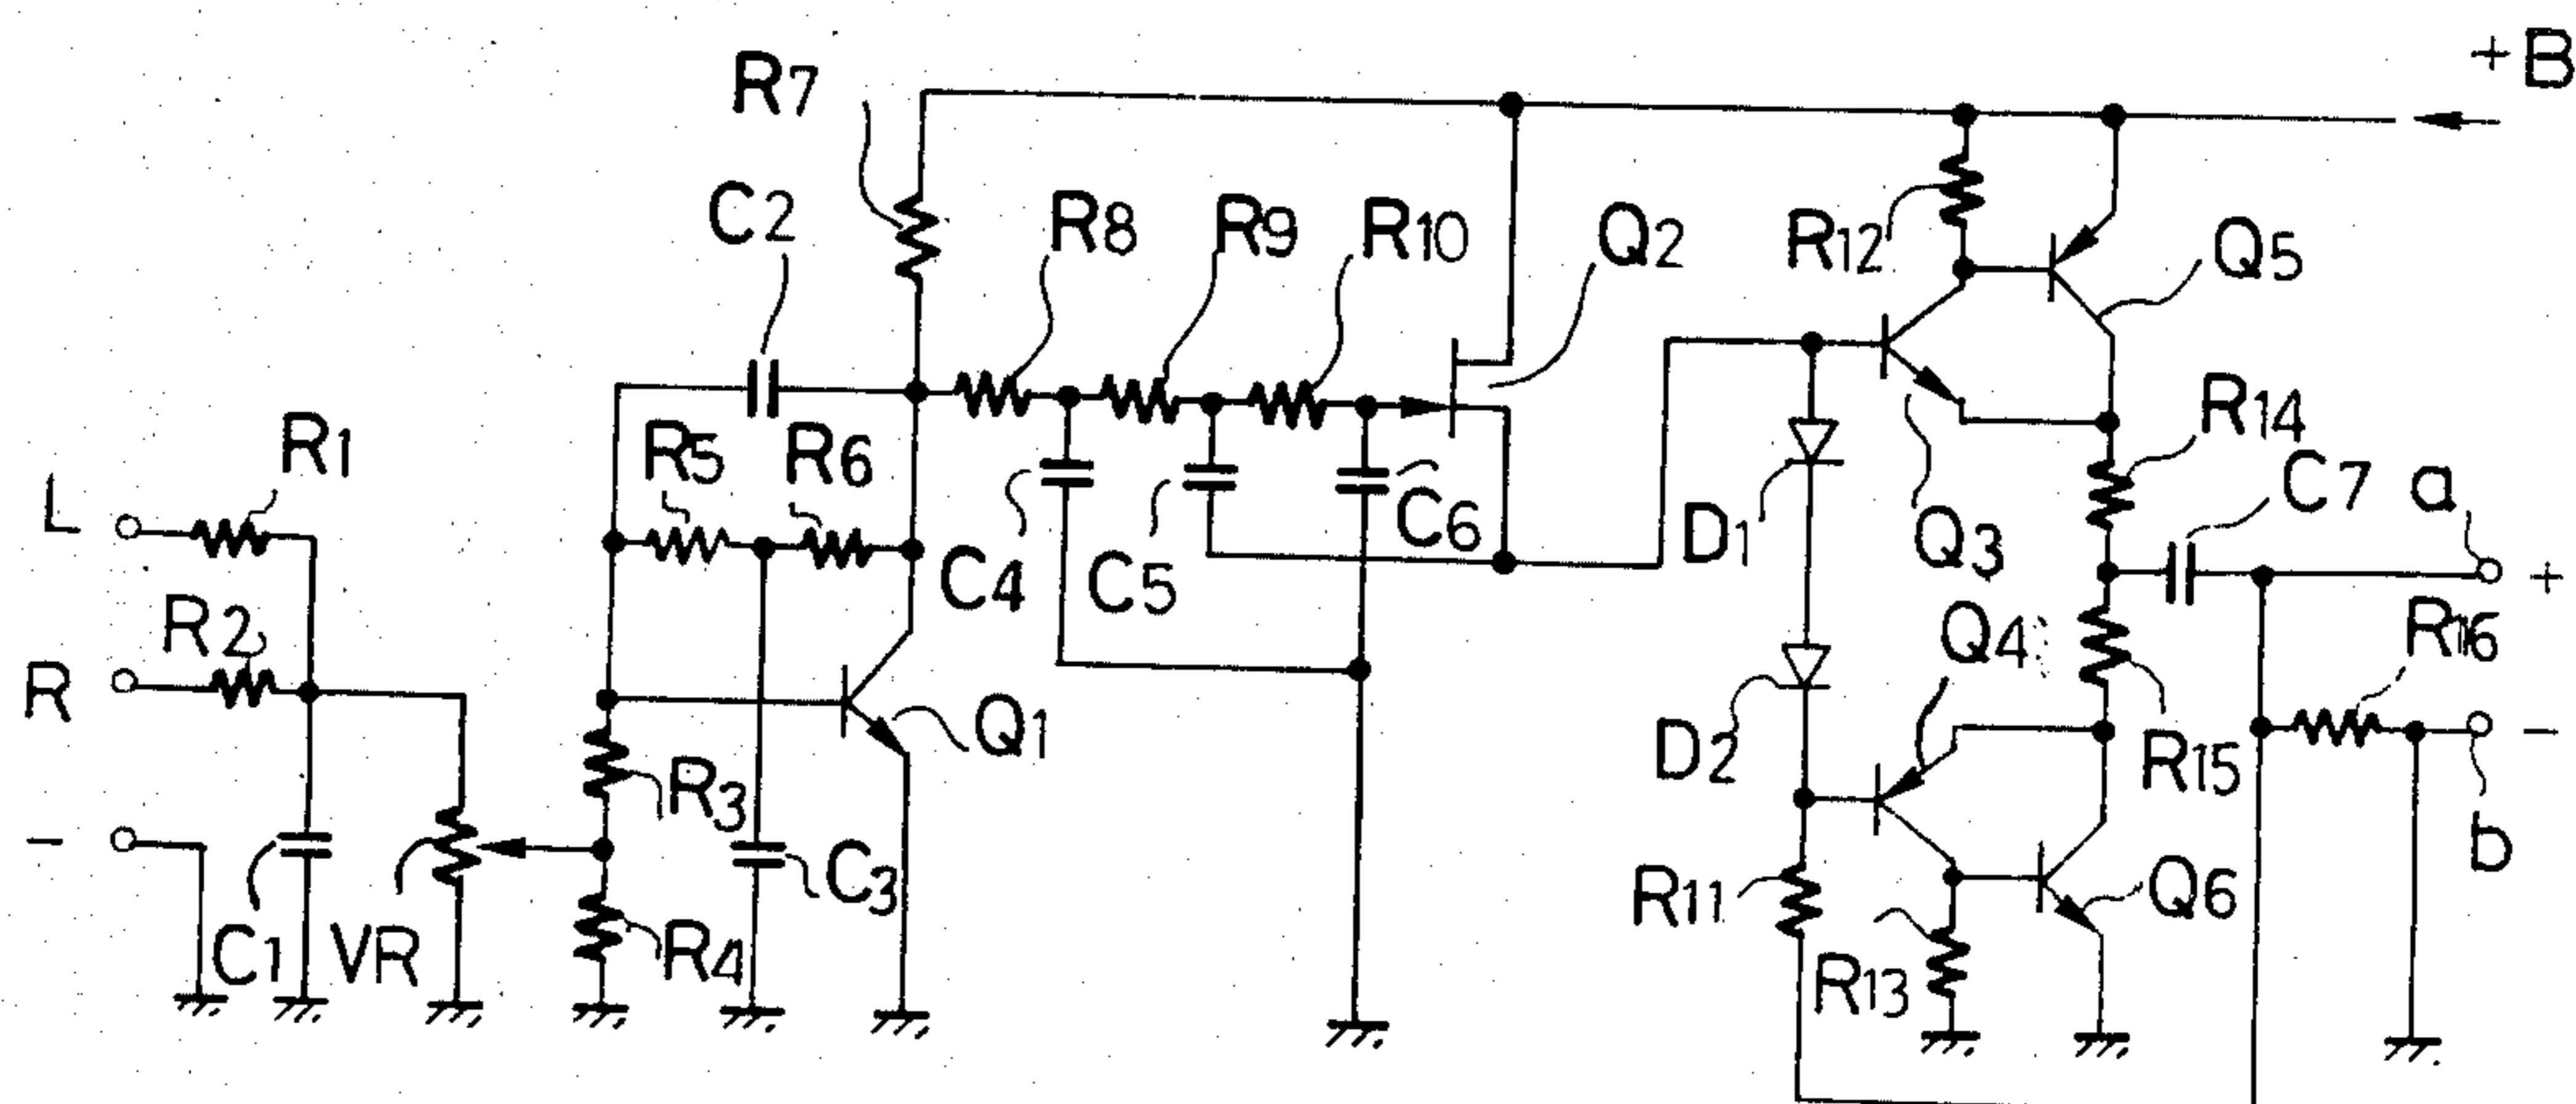 +B
R7
C2
R8
R9
R10
Q2
R12
Q5
R1
R5
R6
R14
C7
a
L
D1
Q3
C6
C4
C5
+
R2
Q4
R16
R
Q1
D2
R15
-
R3
-
C3
b
R11
Q6
C1
VR
R4
R13